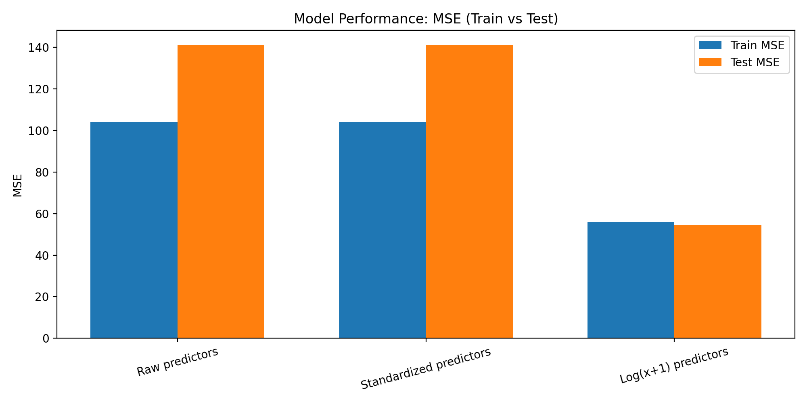 Model Performance: MSE (Train vs Test)
Train MSE
Test MSE
MSE
140
120
100
80
60
40
20
0
Raw predictors
Standardized predictors
Log(x+1) predictors